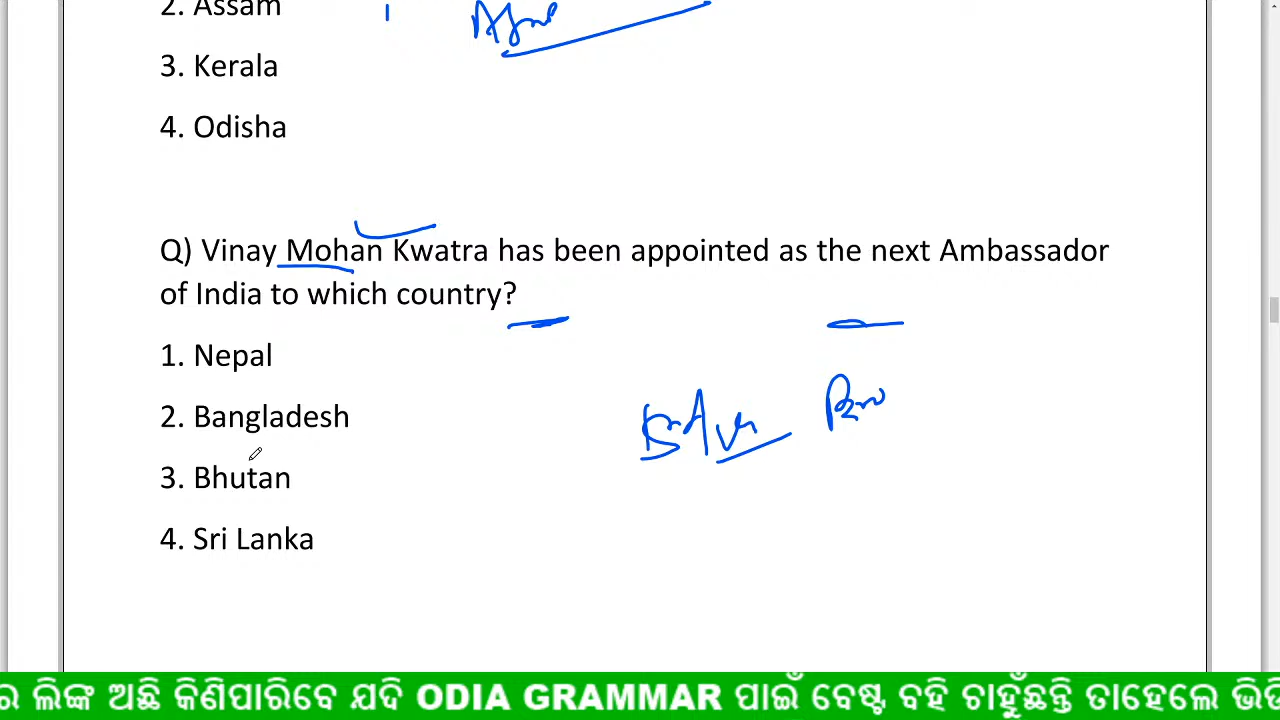 2. Assam
3. Kerala
4. Odisha
Q) Vinay Mohan Kwatra has been appointed as the next Ambassador
of India to which country?
1. Nepal
2. Bangladesh
3. Bhutan
4. Sri Lanka
ର ଲିଙ୍କ ଅଛି କିଣିପାରିବେ ଯଦି ODIA GRAMMAR ପାଇଁ ବେଷ୍ଟ ବହି ଚାହୁଁଛନ୍ତି ତାହେଲେ